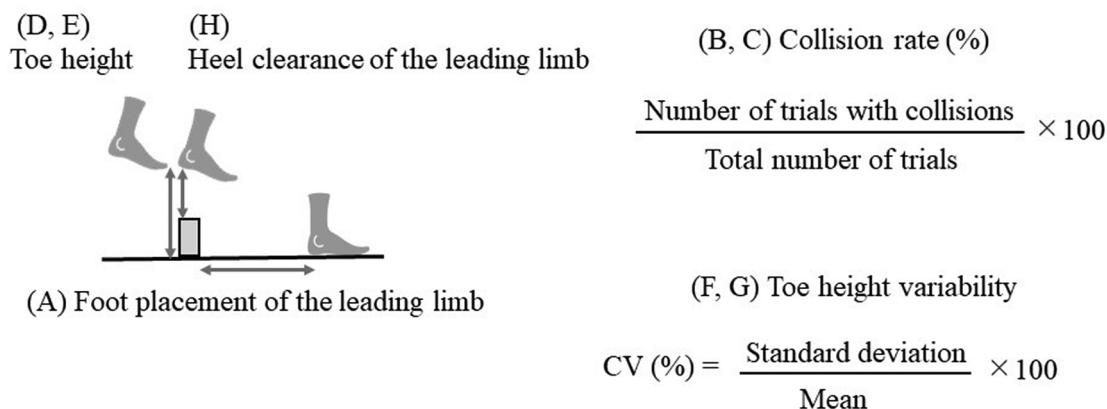 (D, E)
Toe height
(H)
Heel clearance of the leading limb
(A) Foot placement of the leading limb
(B, C) Collision rate (%)
Number of trials with collisions
Total number of trials
×100
(F, G) Toe height variability
CV (%) =
Standard deviation
Mean
×100